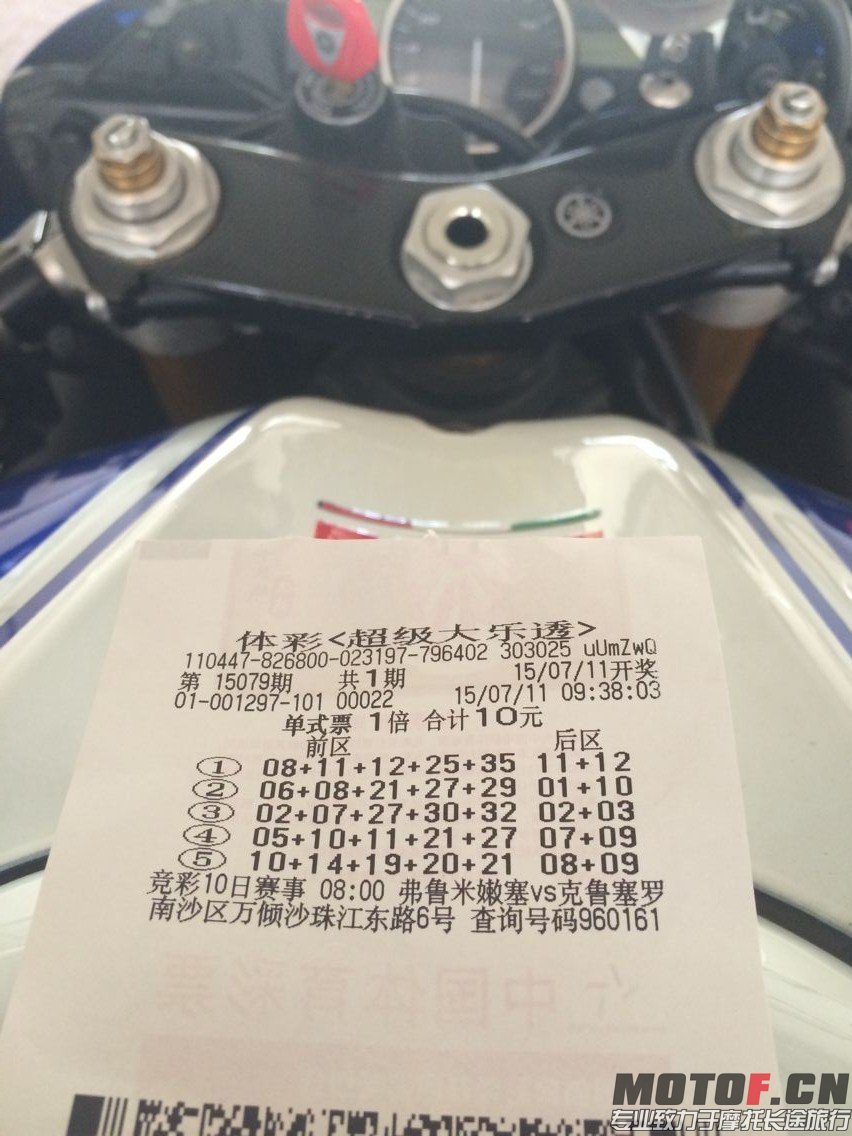 体彩<超级大乐透>
110447-826800-023197-796402 303025 uUmZwQ
第 15079期 共1期 15/07/11开奖
01-001297-101 00022 15/07/11 09:38:03
单式票 1倍 合计10元
前区 后区
① 08+11+12+25+35 11+12
② 06+08+21+27+29 01+10
③ 02+07+27+30+32 02+03
④ 05+10+11+21+27 07+09
⑤ 10+14+19+20+21 08+09
竞彩10日赛事 08:00 弗鲁米嫩塞vs克鲁塞罗
南沙区万倾沙珠江东路6号 查询号码960161
中国体育彩票
MOTOF.CN
专业致力于摩托长途旅行